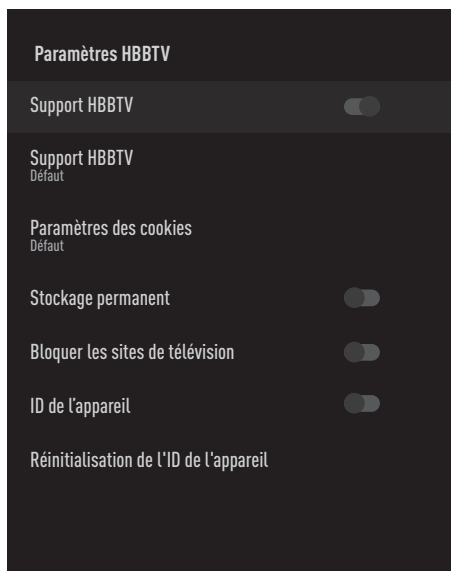 Paramètres HBBTV
Support HBBTV
Support HBBTV
Défaut
Paramètres des cookies
Défaut
Stockage permanent
Bloquer les sites de télévision
ID de l’appareil
Réinitialisation de l'ID de l'appareil